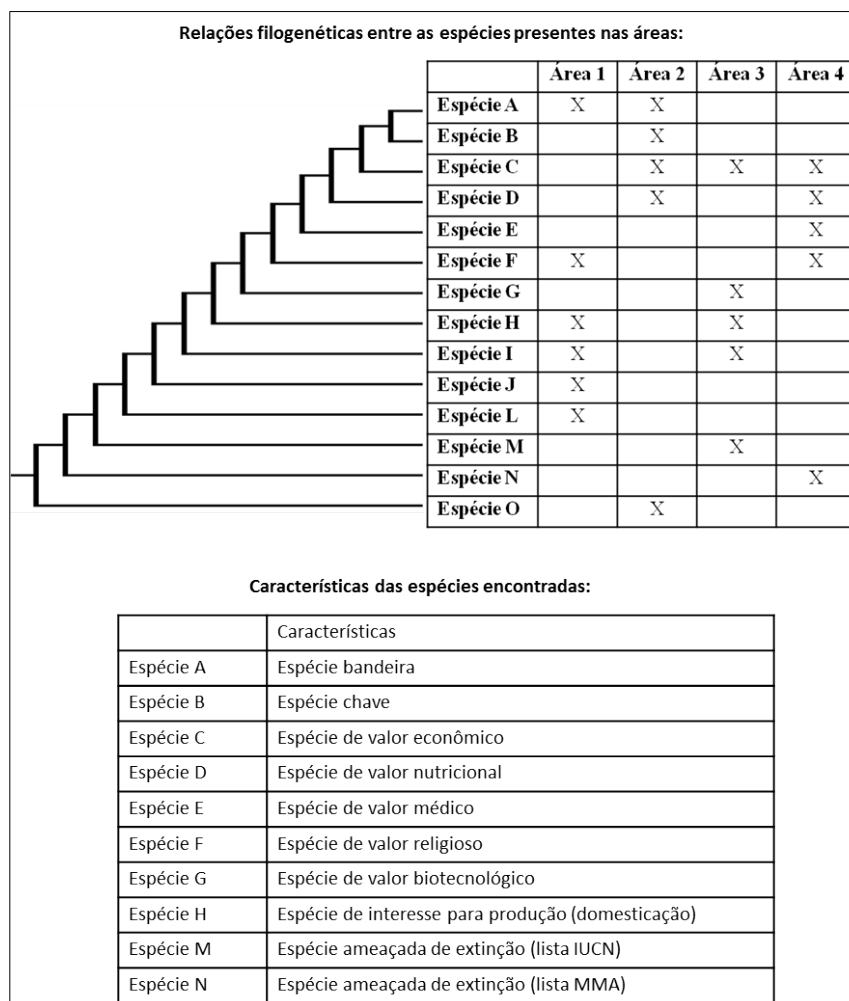 Relações filogenéticas entre as espécies presentes nas áreas:
Área 1 Área 2 Área 3 Área 4
Espécie A X X
Espécie B X
Espécie C X X X
Espécie D X X
Espécie E X
Espécie F X X
Espécie G X
Espécie H X X
Espécie I X X
Espécie J X
Espécie L X
Espécie M X
Espécie N X
Espécie O X
Características das espécies encontradas:
Características
Espécie A Espécie bandeira
Espécie B Espécie chave
Espécie C Espécie de valor econômico
Espécie D Espécie de valor nutricional
Espécie E Espécie de valor médico
Espécie F Espécie de valor religioso
Espécie G Espécie de valor biotecnológico
Espécie H Espécie de interesse para produção (domesticação)
Espécie M Espécie ameaçada de extinção (lista IUCN)
Espécie N Espécie ameaçada de extinção (lista MMA)